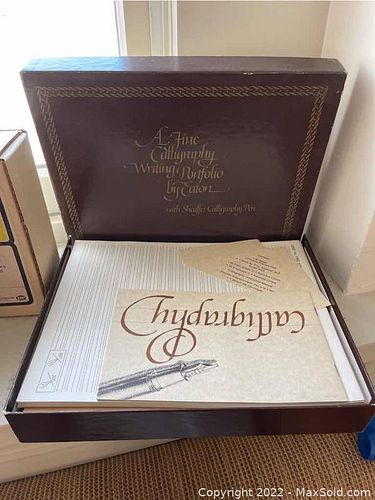 A Fine
Calligraphy
Writing Portfolio
by Eaton
with Sheaffer Calligraphy Pen
Calligraphy
Copyright 2022 - MaxSold.com